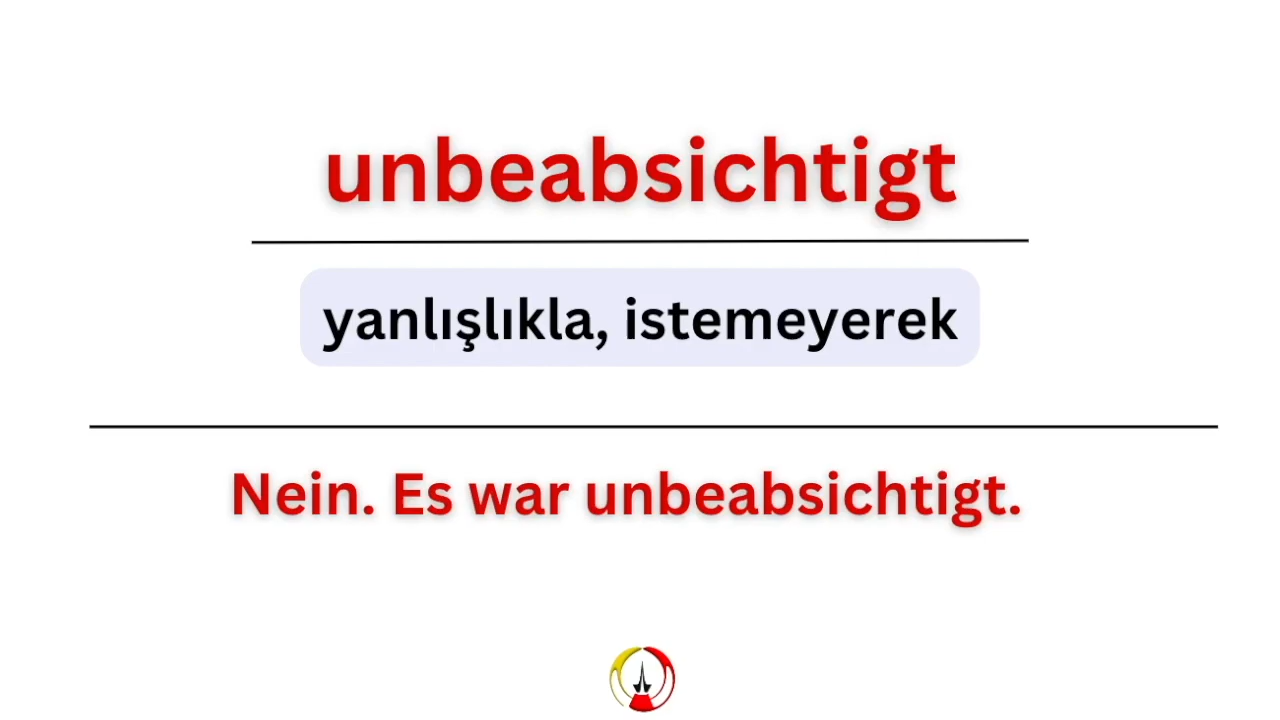 unbeabsichtigt
yanlışlıkla, istemeyerek
Nein. Es war unbeabsichtigt.